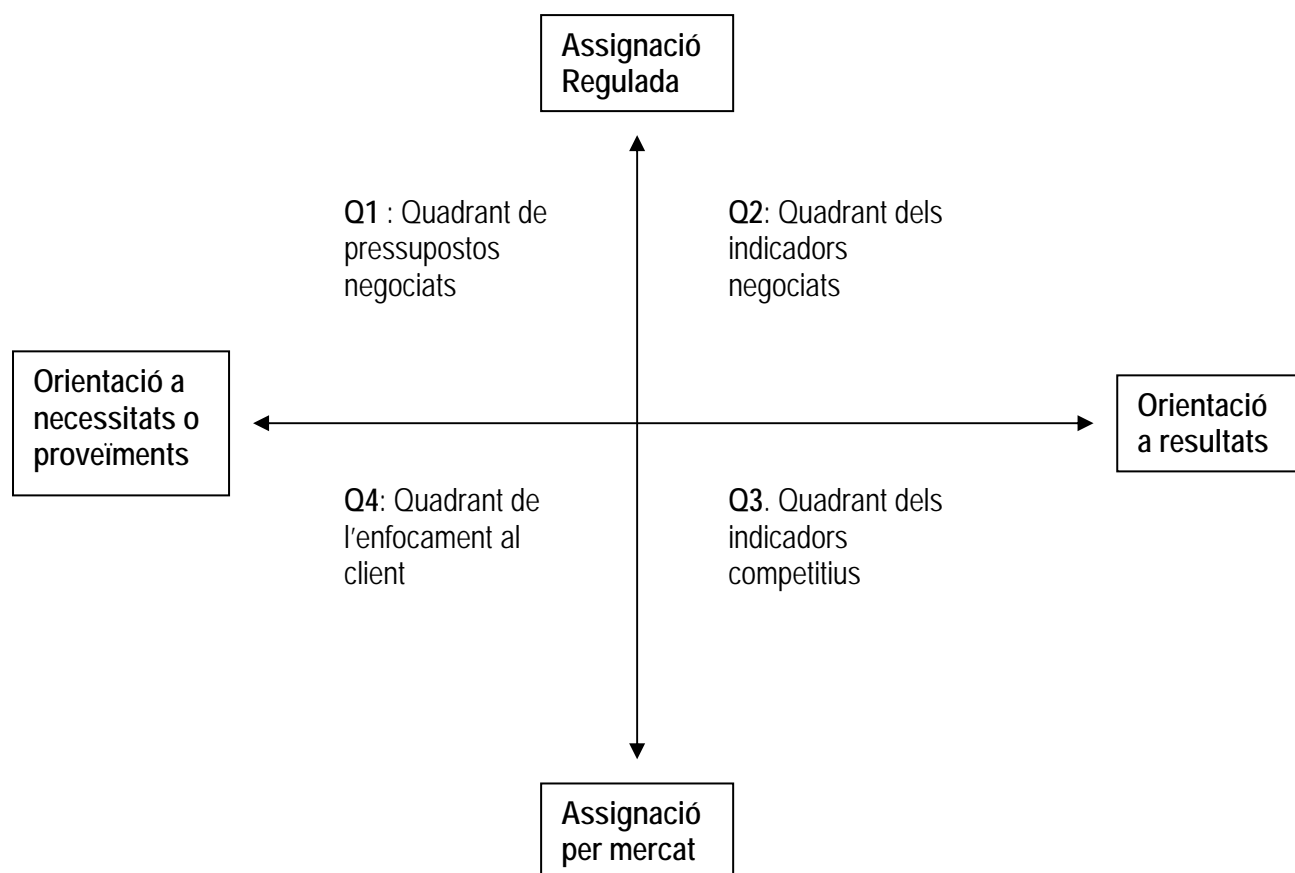 Assignació
Regulada
Q1 : Quadrant de
pressupostos
negociats
Q2: Quadrant dels
indicadors
negociats
Orientació a
necessitats o
proveïments
Orientació
a resultats
Q4: Quadrant de
l'enfocament al
client
Q3. Quadrant dels
indicadors
competitius
Assignació
per mercat